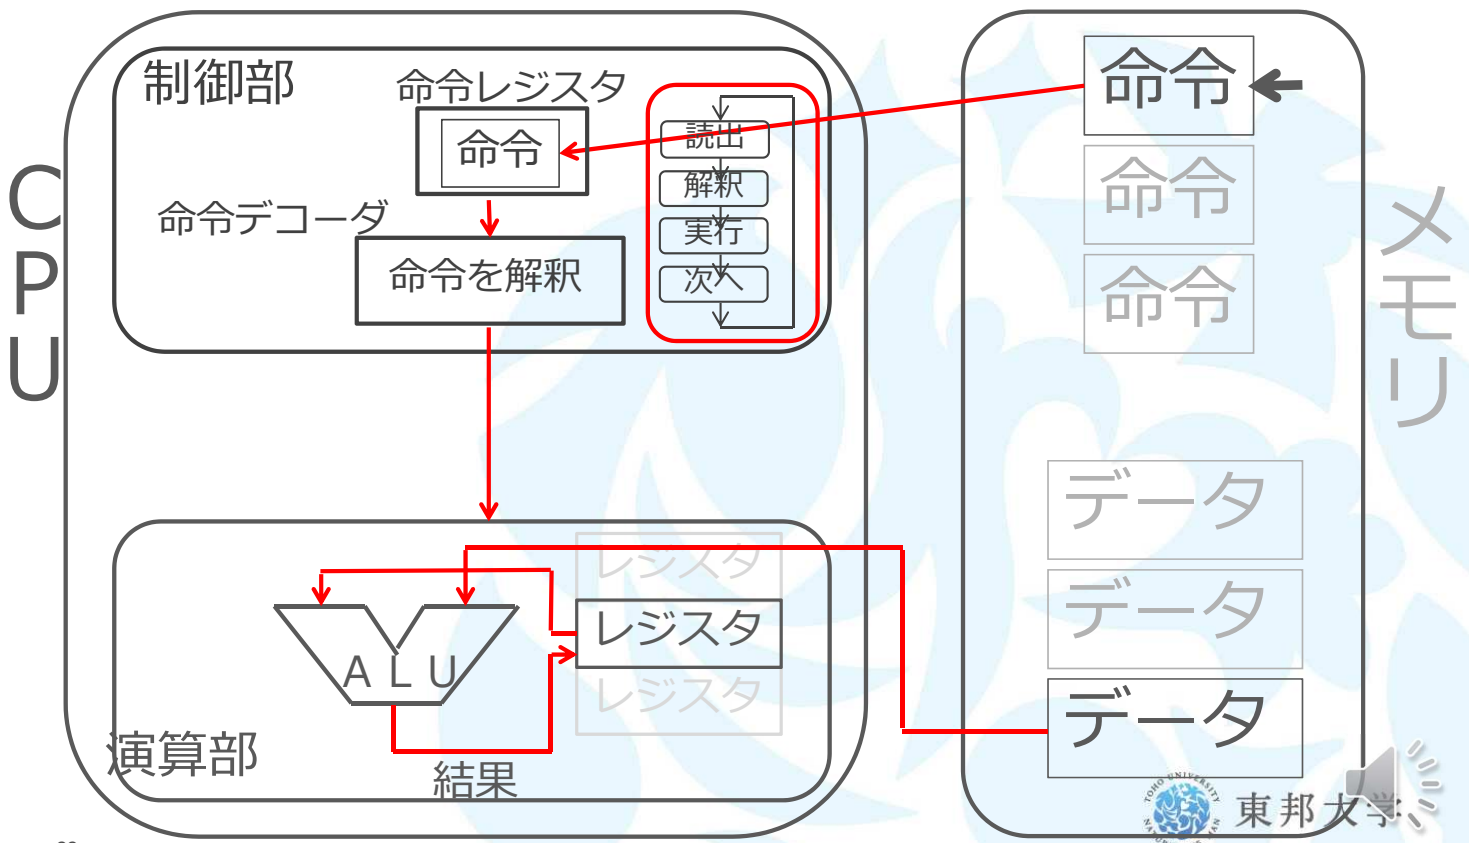 CPU
制御部
命令レジスタ
命令
命令デコーダ
命令を解釈
読出
解釈
実行
次へ
演算部
ALU
レジスタ
レジスタ
レジスタ
結果
メモリ
命令
命令
命令
データ
データ
データ
東邦大学